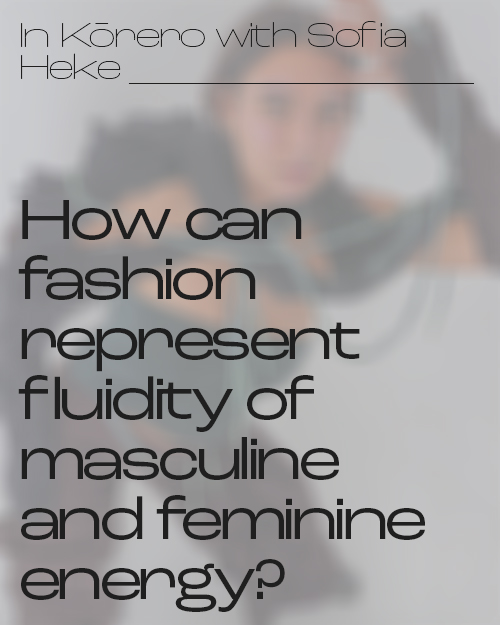 In Kōrero with Sofia
Heke
How can
fashion
represent
fluidity of
masculine
and feminine
energy?